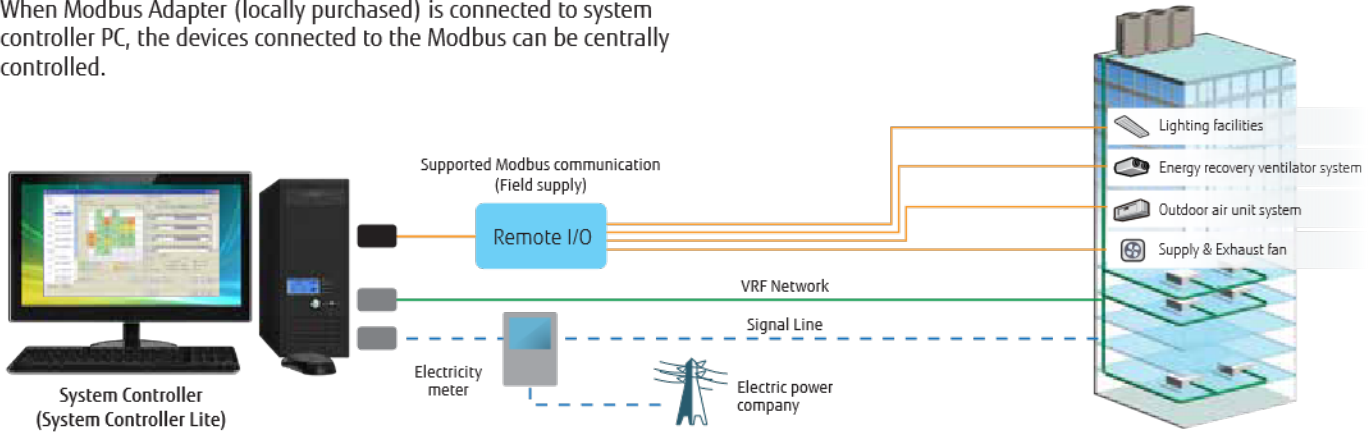 When Modbus Adapter (locally purchased) is connected to system
controller PC, the devices connected to the Modbus can be centrally
controlled.
Supported Modbus communication
(Field supply)
Remote I/O
Lighting facilities
Energy recovery ventilator system
Outdoor air unit system
Supply & Exhaust fan
VRF Network
Signal Line
Electricity
meter
Electric power
company
System Controller
(System Controller Lite)